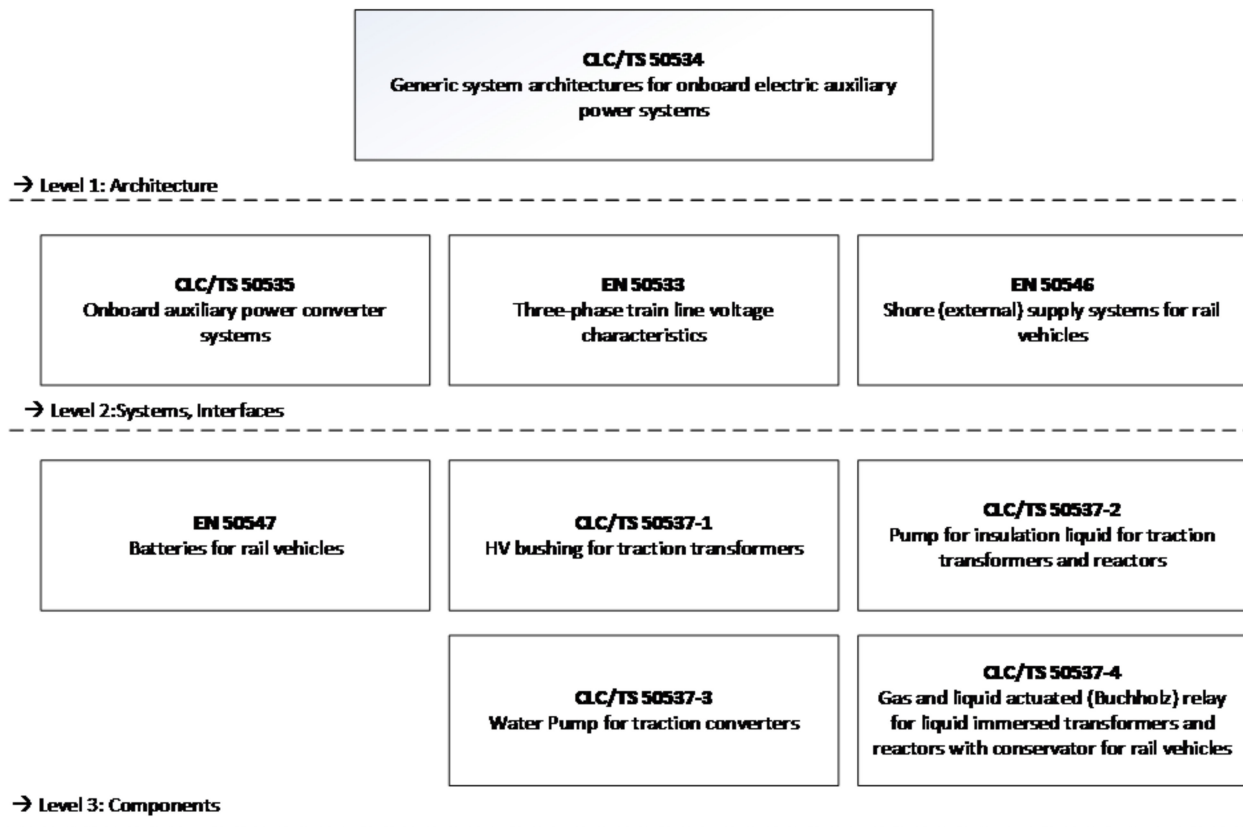 CLC/TS 50534
Generic system architectures for onboard electric auxiliary
power systems
→ Level 1: Architecture
CLC/TS 50535
Onboard auxiliary power converter
systems
EN 50533
Three-phase train line voltage
characteristics
EN 50546
Shore (external) supply systems for rail
vehicles
→ Level 2:Systems, Interfaces
EN 50547
Batteries for rail vehicles
CLC/TS 50537-1
HV bushing for traction transformers
CLC/TS 50537-2
Pump for insulation liquid for traction
transformers and reactors
CLC/TS 50537-3
Water Pump for traction converters
CLC/TS 50537-4
Gas and liquid actuated (Buchholz) relay
for liquid immersed transformers and
reactors with conservator for rail vehicles
→ Level 3: Components